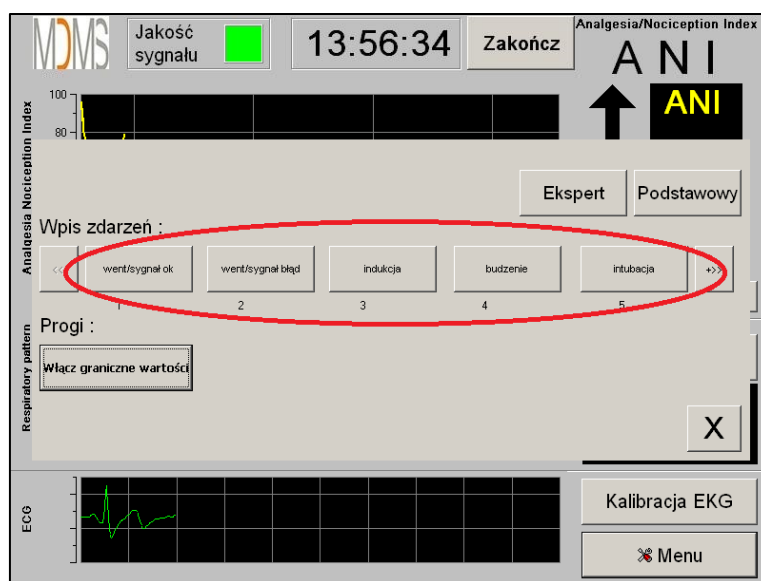 MDMS
Jakość
sygnału
13:56:34
Zakończ
Analgesia/Nociception Index
A N I
ANI
100
80
Analgesia Nociception Index
Ekspert
Podstawowy
Wpis zdarzeń :
<<
went/sygnał ok
went/sygnał błąd
indukcja
budzenie
intubacja
+>>
1
2
3
4
5
Progi :
Włącz graniczne wartości
Respiratory pattern
X
ECG
Kalibracja EKG
Menu